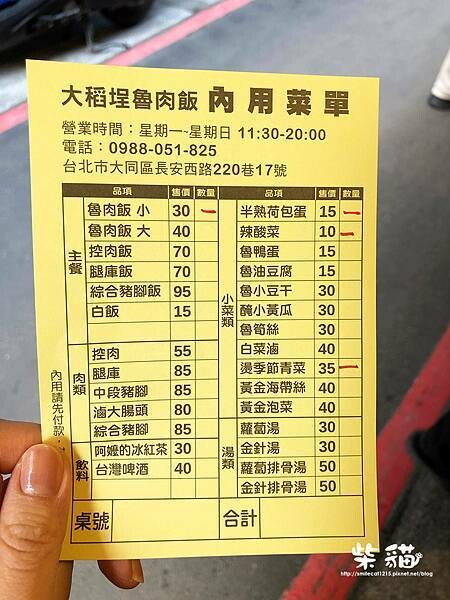 大稻埕魯肉飯 內用菜單
營業時間：星期一~星期日 11:30-20:00
電話：0988-051-825
台北市大同區長安西路220巷17號
品項 售價 數量
主餐
魯肉飯 小 30 一
魯肉飯 大 40
控肉飯 70
腿庫飯 70
綜合豬腳飯 95
白飯 15
肉類
控肉 55
腿庫 85
中段豬腳 85
滷大腸頭 80
綜合豬腳 85
飲料
阿嬤的冰紅茶 30
台灣啤酒 40
品項 售價 數量
小菜類
半熟荷包蛋 15 一
辣酸菜 10 一
魯鴨蛋 15
魯油豆腐 15
魯小豆干 30
醃小黃瓜 30
魯筍絲 30
白菜滷 40
燙季節青菜 35 一
黃金海帶絲 40
黃金泡菜 40
湯類
蘿蔔湯 30
金針湯 30
蘿蔔排骨湯 50
金針排骨湯 50
桌號 合計
內用請先付款
柴貓
http://smilecat1215.pixnet.net/blog